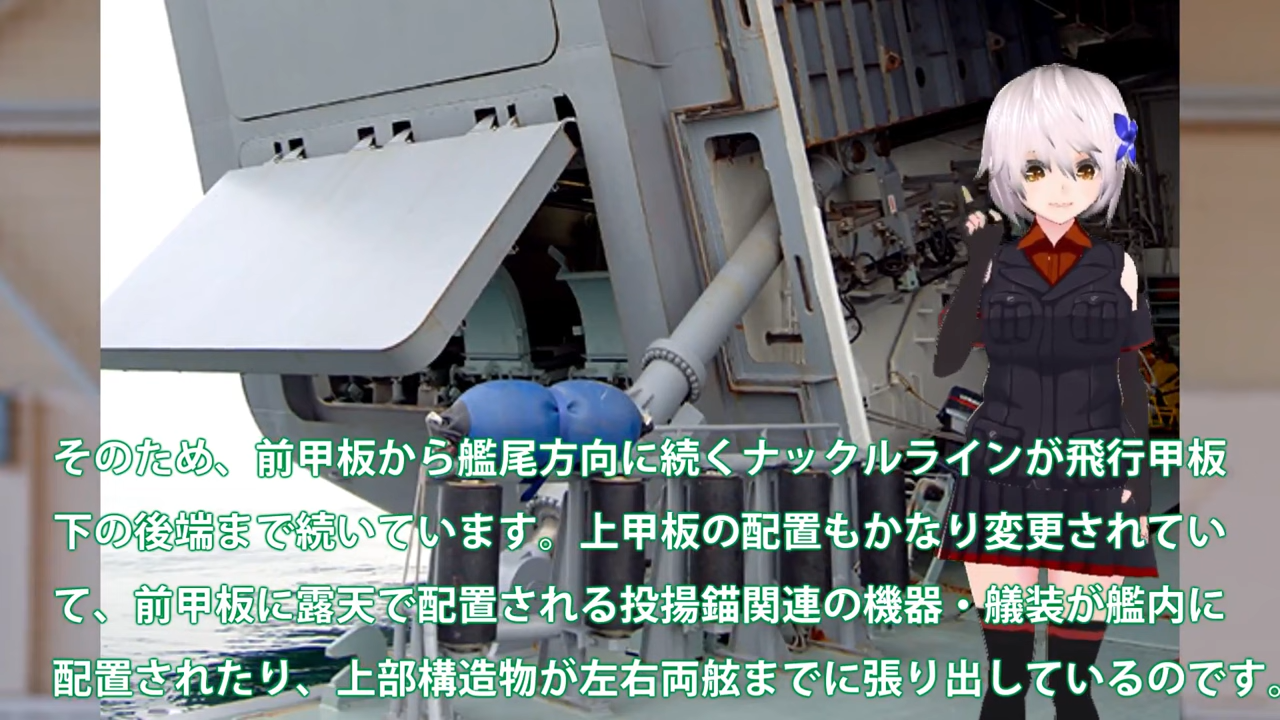 そのため、前甲板から艦尾方向に続くナックルラインが飛行甲板
下の後端まで続いています。上甲板の配置もかなり変更されてい
て、前甲板に露天で配置される投揚錨関連の機器・艤装が艦内に
配置されたり、上部構造物が左右両舷までに張り出しているのです。